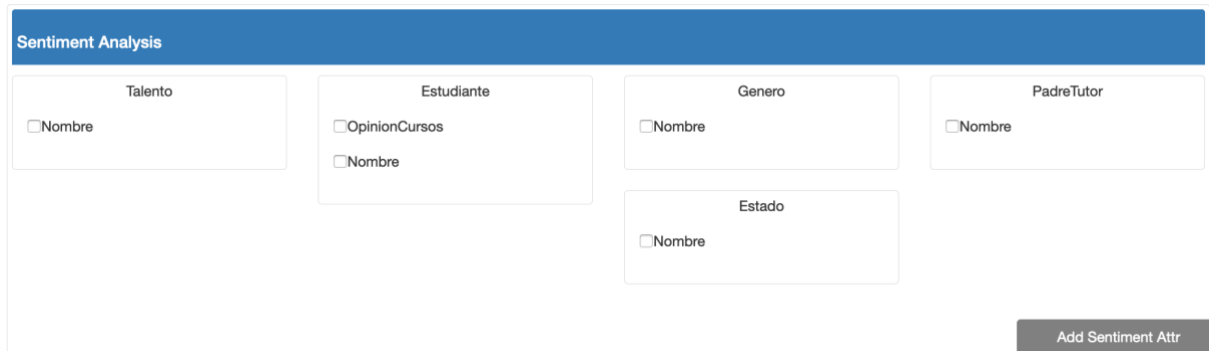 Sentiment Analysis
Talento
Nombre
Estudiante
OpinionCursos
Nombre
Genero
Nombre
PadreTutor
Nombre
Estado
Nombre
Add Sentiment Attr